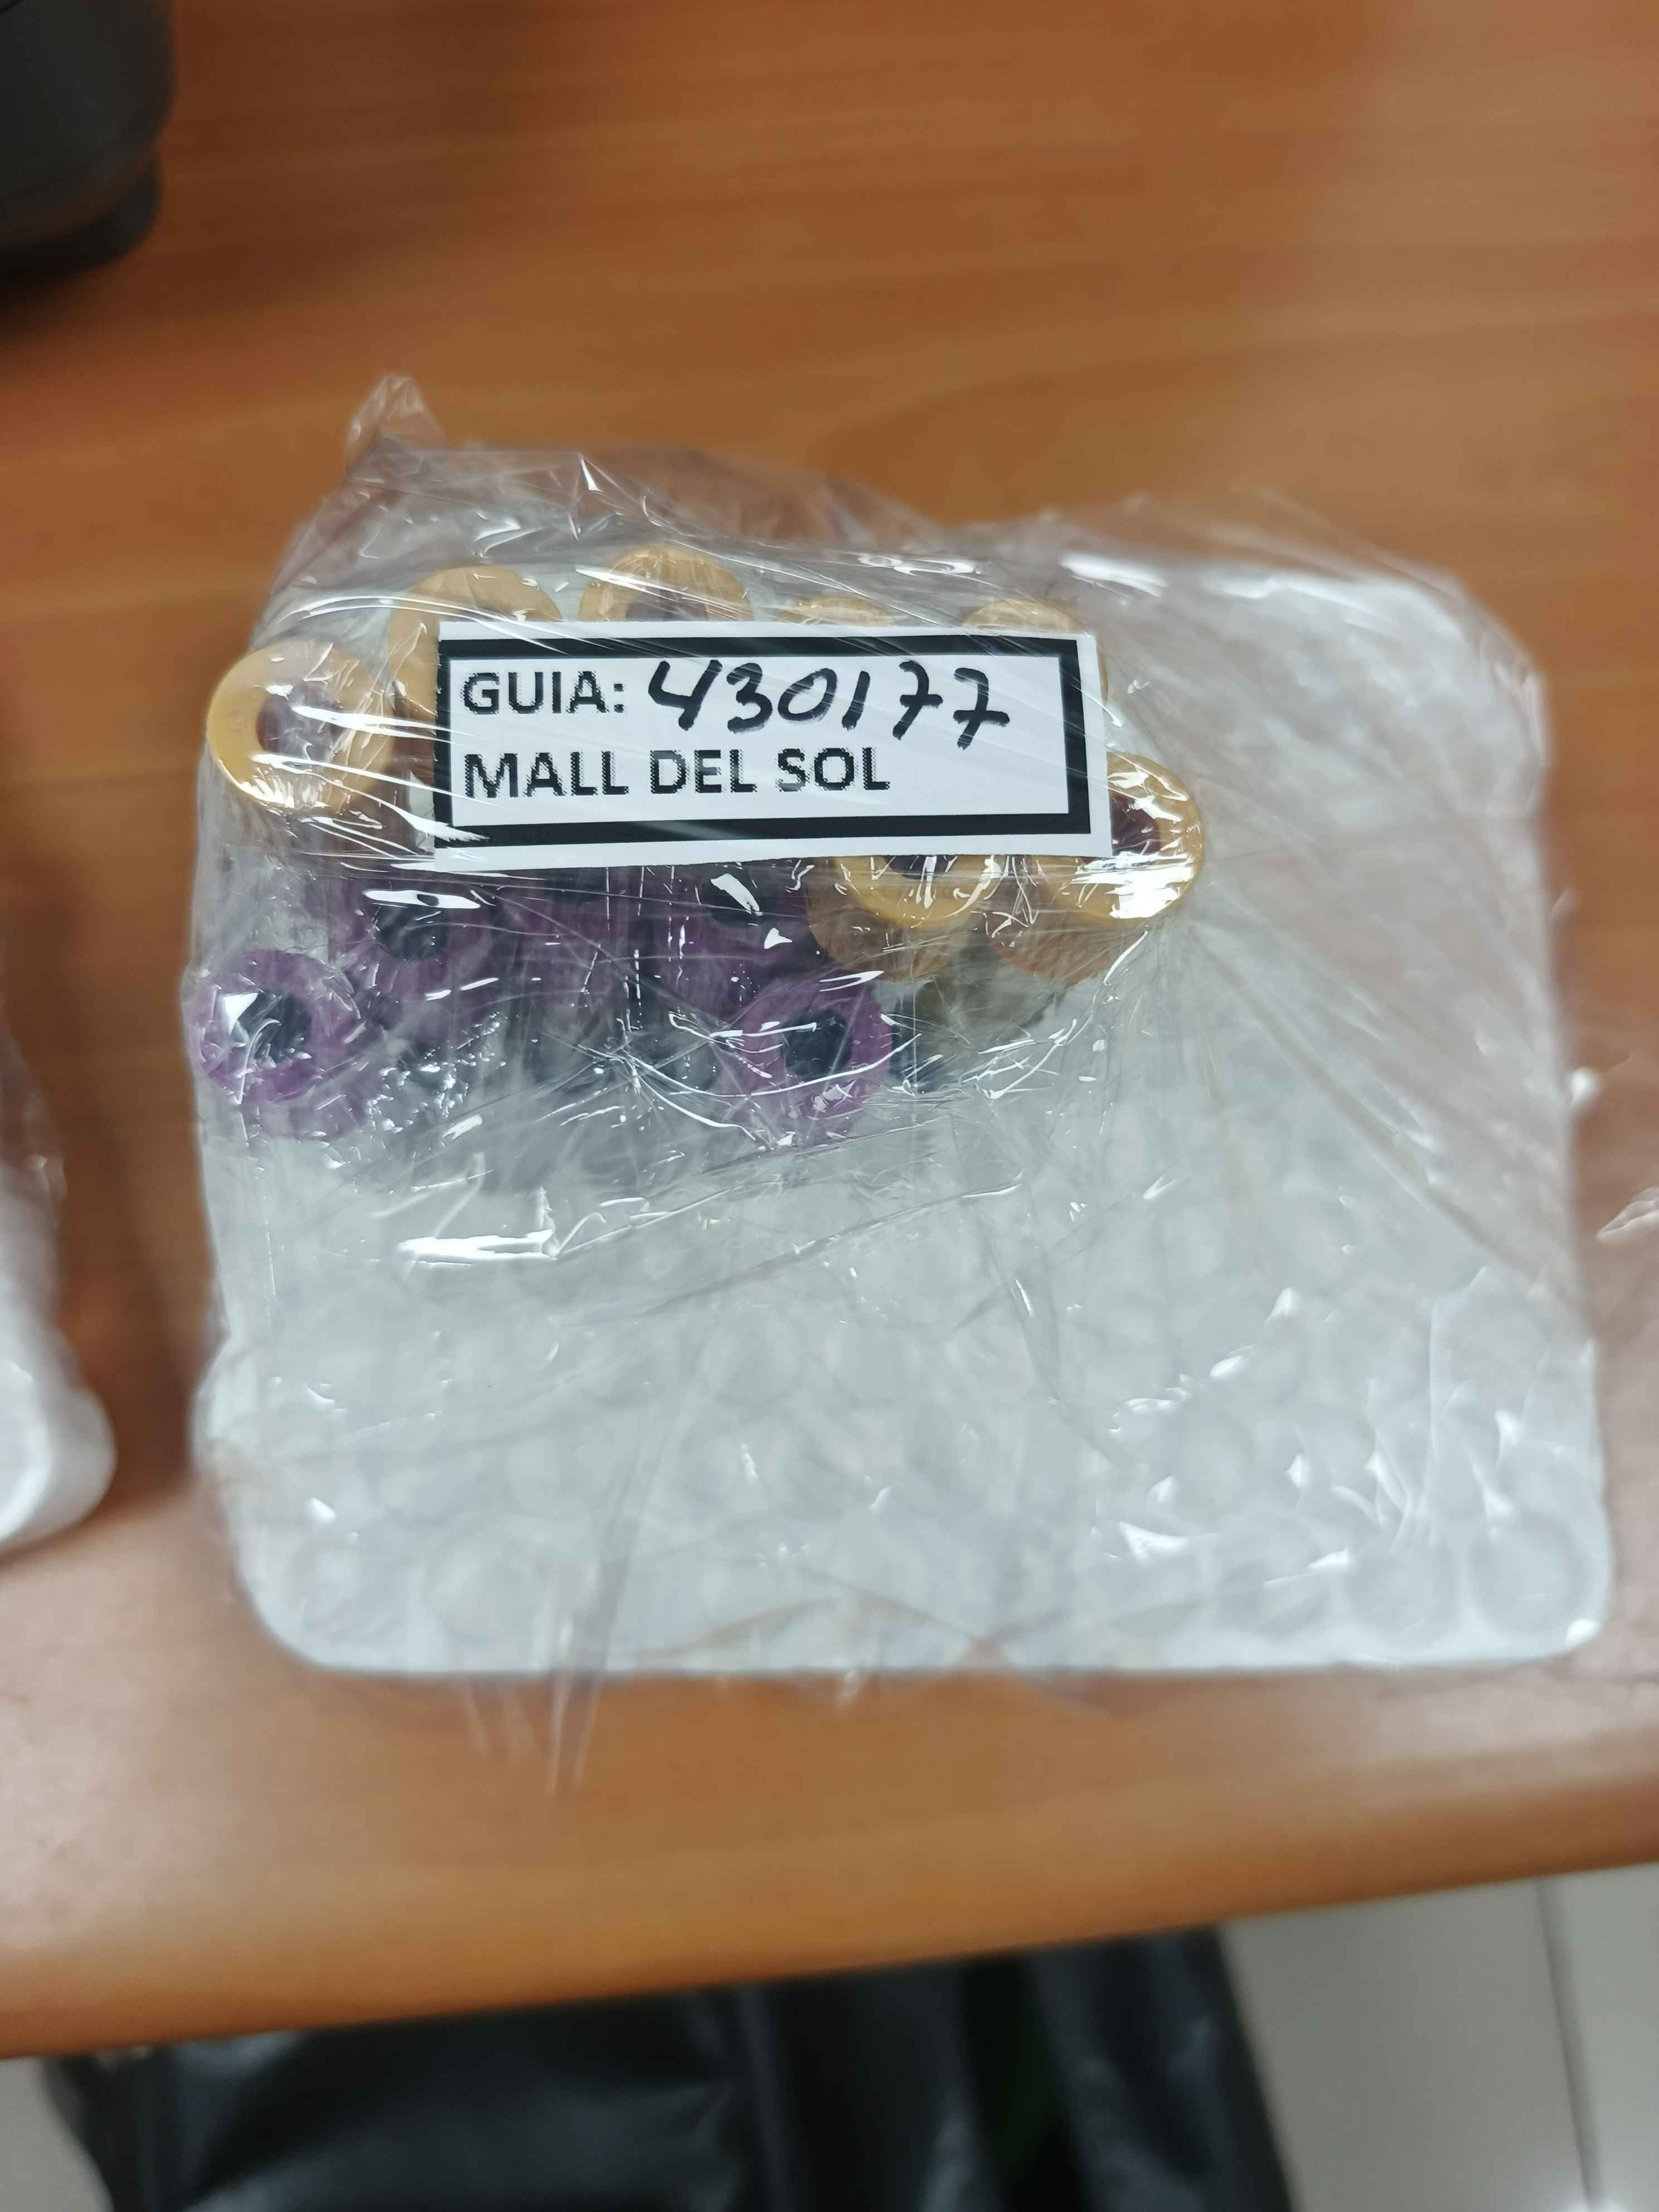 GUIA: 430177
MALL DEL SOL